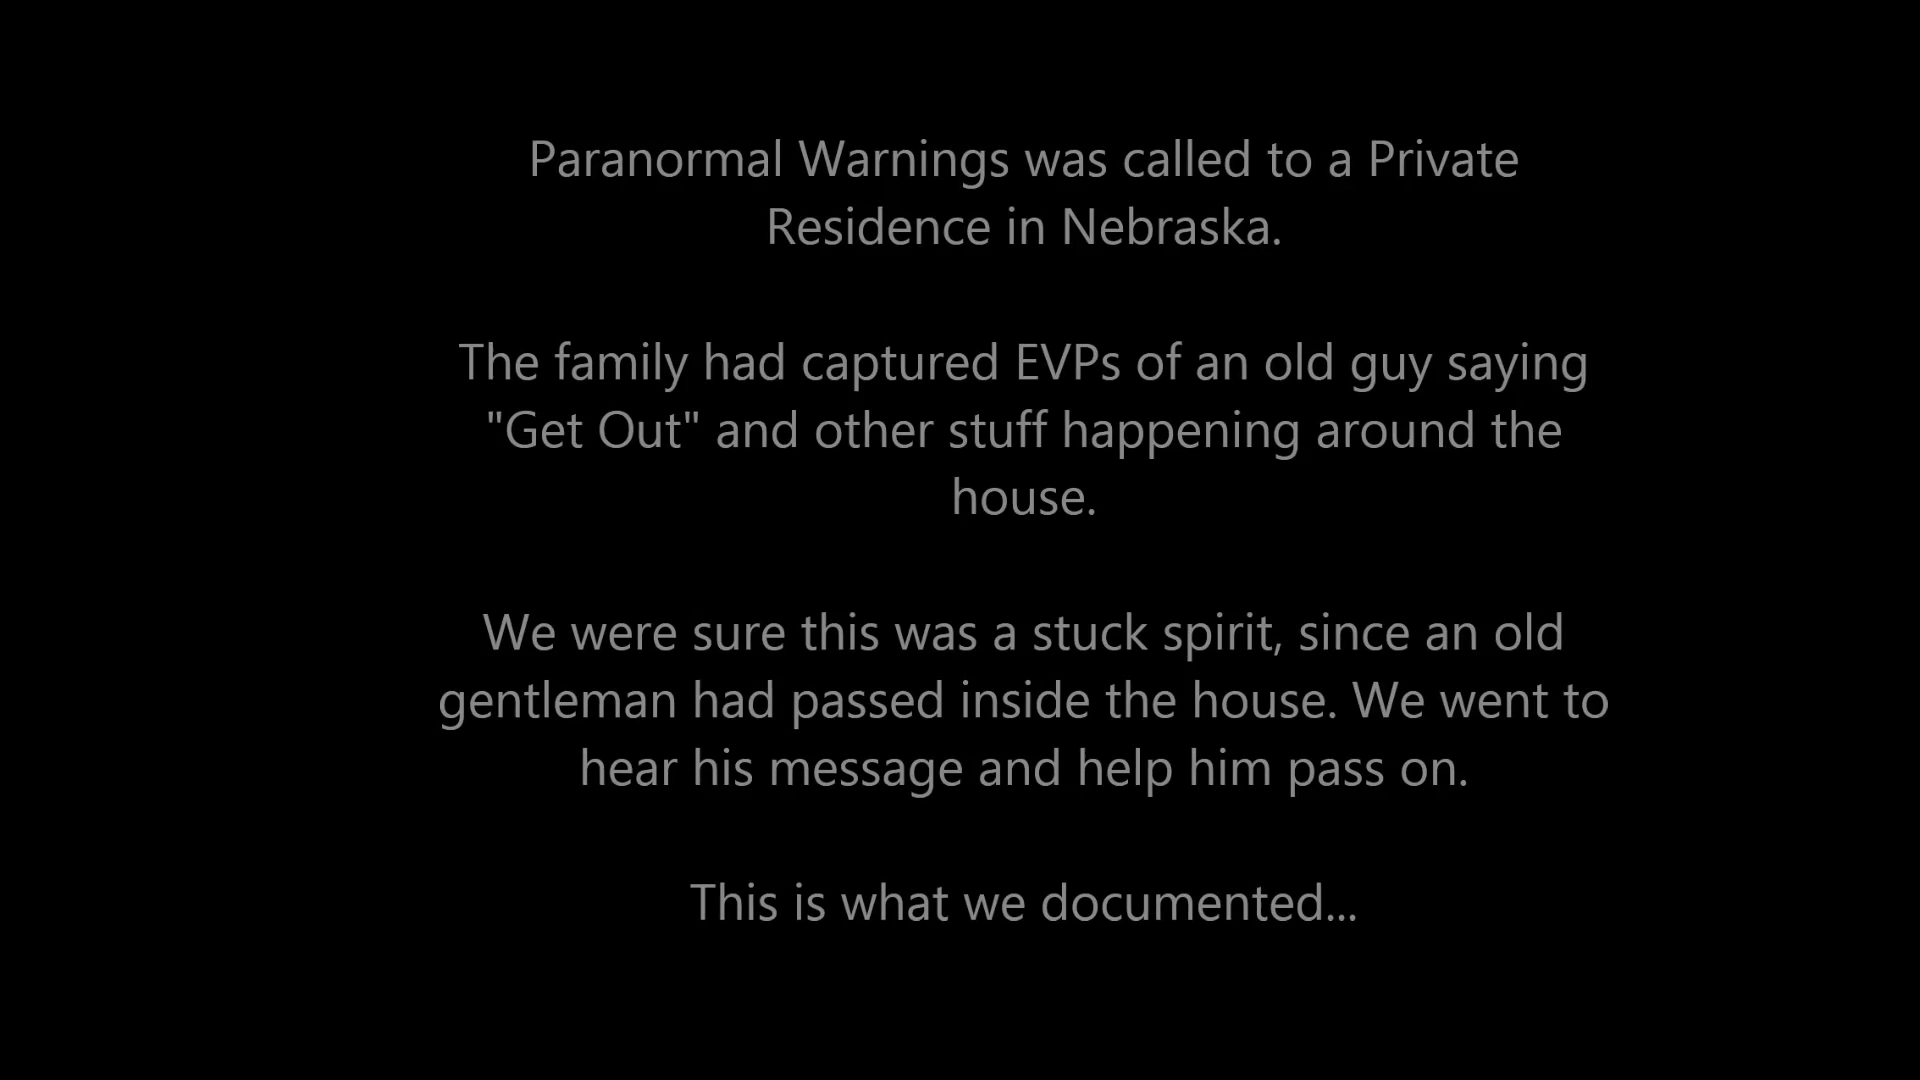 Paranormal Warnings was called to a Private
Residence in Nebraska.
The family had captured EVPs of an old guy saying
"Get Out" and other stuff happening around the
house.
We were sure this was a stuck spirit, since an old
gentleman had passed inside the house. We went to
hear his message and help him pass on.
This is what we documented...